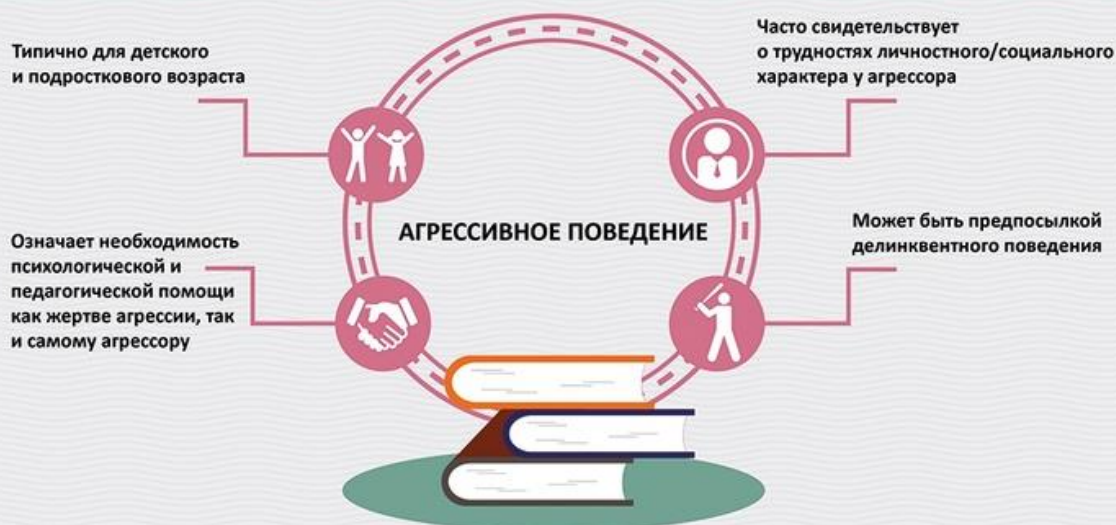 Типично для детского
и подросткового возраста
Часто свидетельствует
о трудностях личностного/социального
характера у агрессора
АГРЕССИВНОЕ ПОВЕДЕНИЕ
Означает необходимость
психологической и
педагогической помощи
как жертве агрессии, так
и самому агрессору
Может быть предпосылкой
делинквентного поведения